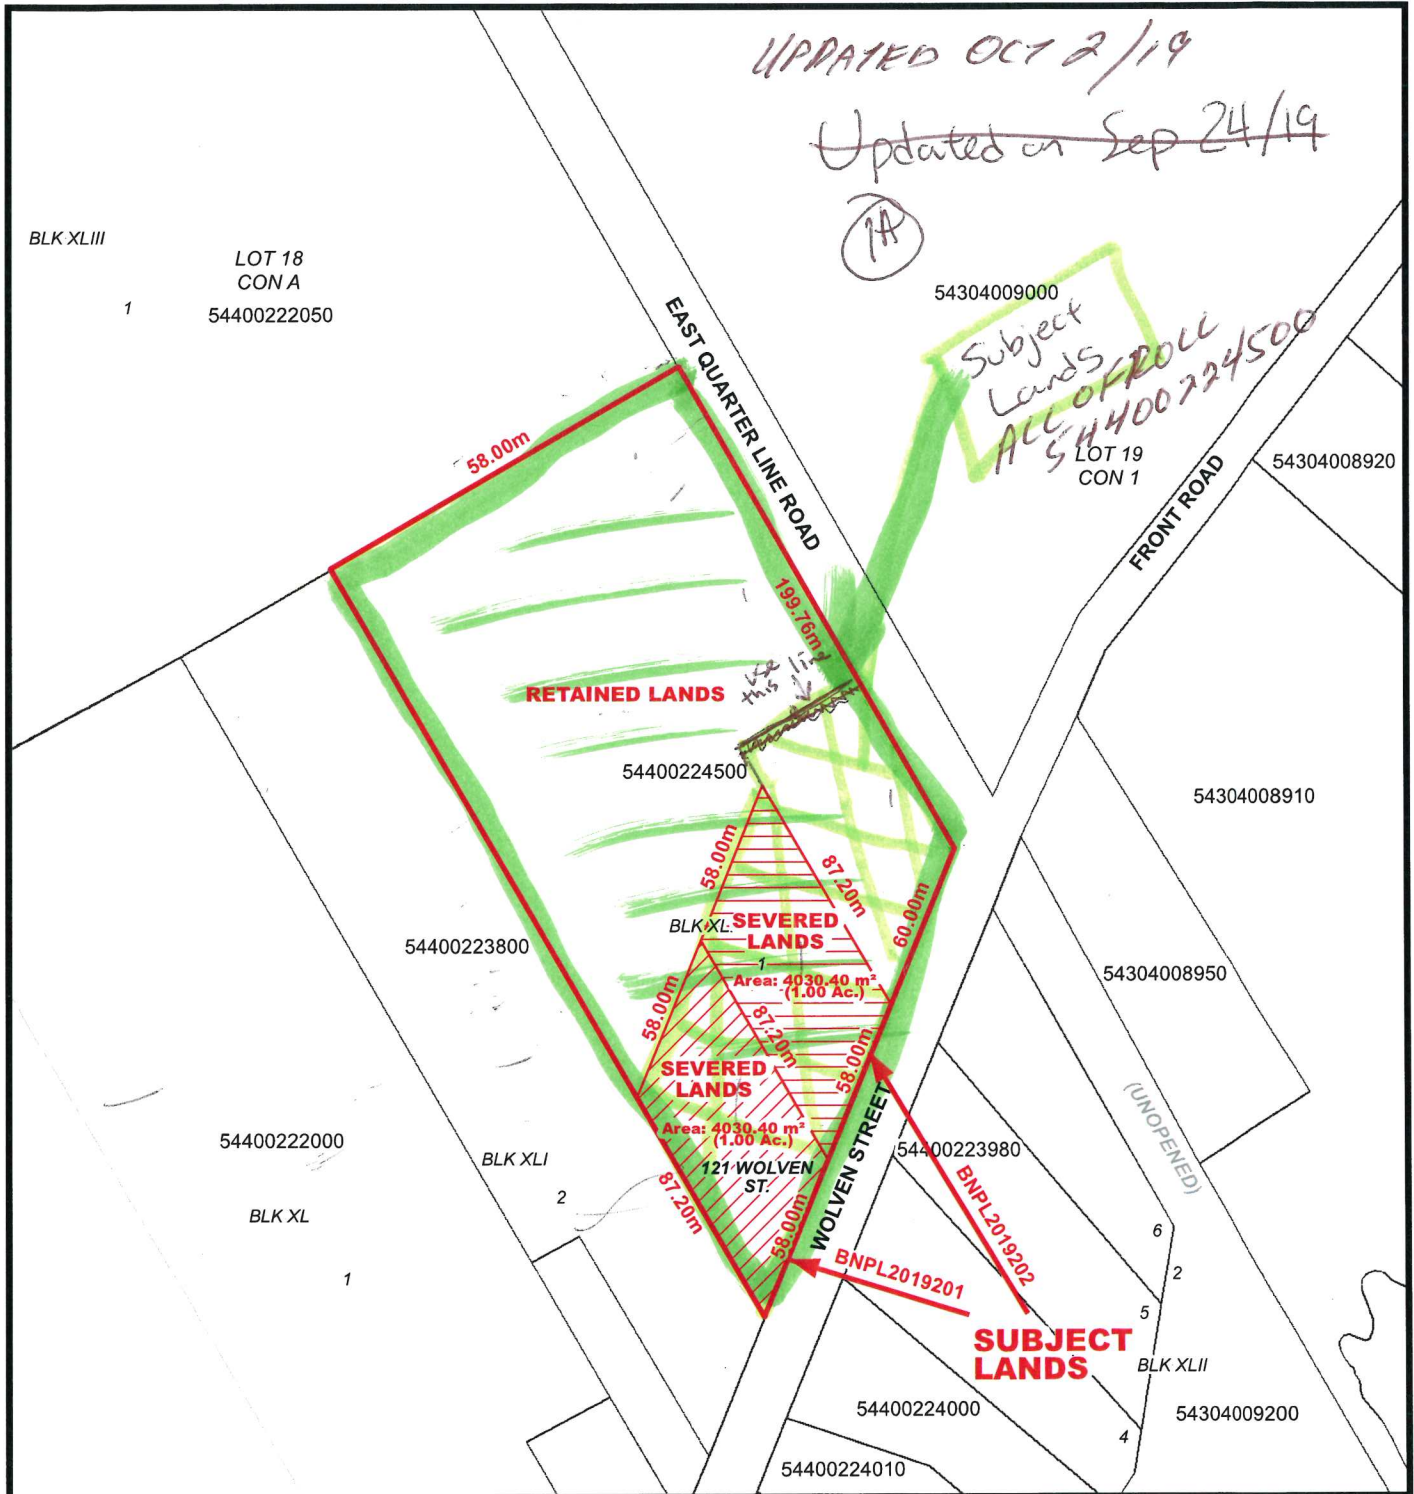 UPDATED OCT 2/19
Updated on Sep 24/19
1A
BLK XLIII
LOT 18
CON A
1
54400222050
54304009000
Subject
Lands
ALL OF ROLL
54400224500
LOT 19
CON 1
EAST QUARTER LINE ROAD
FRONT ROAD
54304008920
58.00m
199.76m
use this line
RETAINED LANDS
54400224500
54304008910
58.00m
87.20m
60.00m
BLK XL
SEVERED
LANDS
1
Area: 4030.40 m²
(1.00 Ac.)
54400223800
54304008950
58.00m
87.20m
58.00m
SEVERED
LANDS
Area: 4030.40 m²
(1.00 Ac.)
121 WOLVEN
ST.
87.20m
58.00m
WOLVEN STREET
54400222000
BLK XLI
2
BLK XL
1
54400223980
(UNOPENED)
BNPL2019202
BNPL2019201
6
2
5
SUBJECT
LANDS
BLK XLII
54400224000
54304009200
4
54400224010